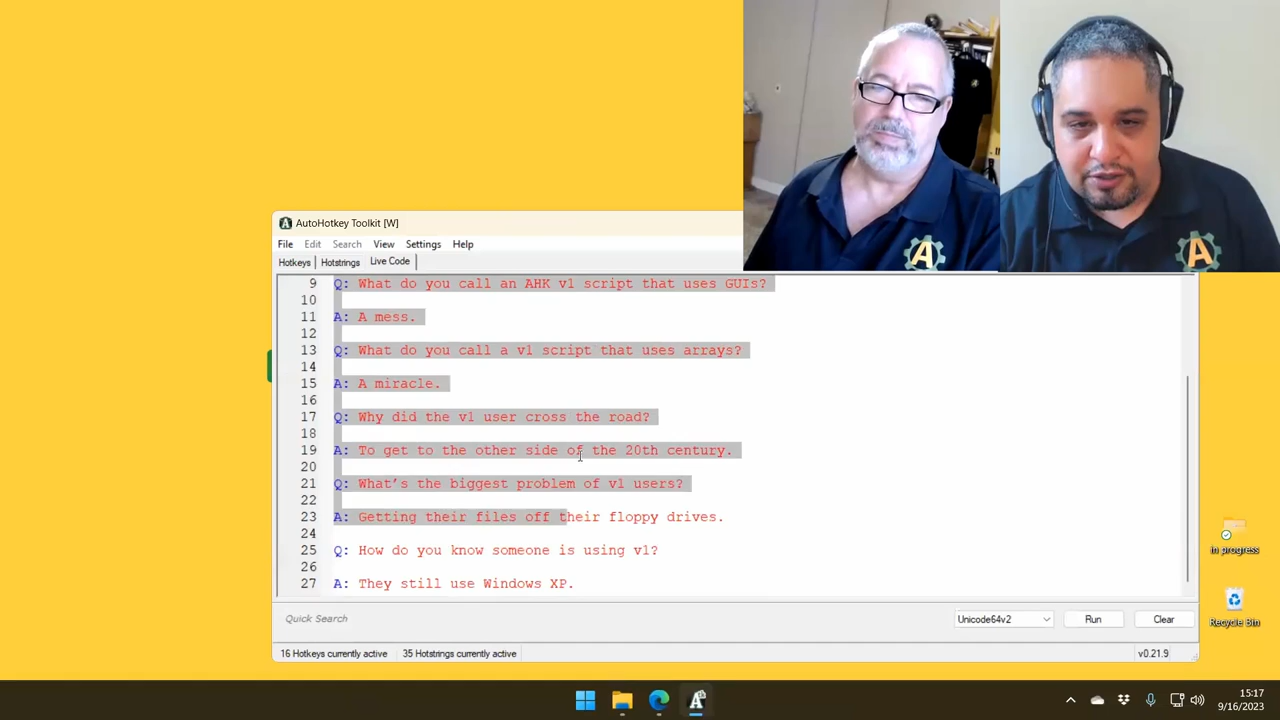 AutoHotkey Toolkit [W]
File Edit Search View Settings Help
Hotkeys Hotstrings Live Code
9 Q: What do you call an AHK v1 script that uses GUIs?
10
11 A: A mess.
12
13 Q: What do you call a v1 script that uses arrays?
14
15 A: A miracle.
16
17 Q: Why did the v1 user cross the road?
18
19 A: To get to the other side of the 20th century.
20
21 Q: What's the biggest problem of v1 users?
22
23 A: Getting their files off their floppy drives.
24
25 Q: How do you know someone is using v1?
26
27 A: They still use Windows XP.
Quick Search Unicode64v2 Run Clear
16 Hotkeys currently active 35 Hotstrings currently active v0.21.9
In progress
Recycle Bin
15:17
9/16/2023